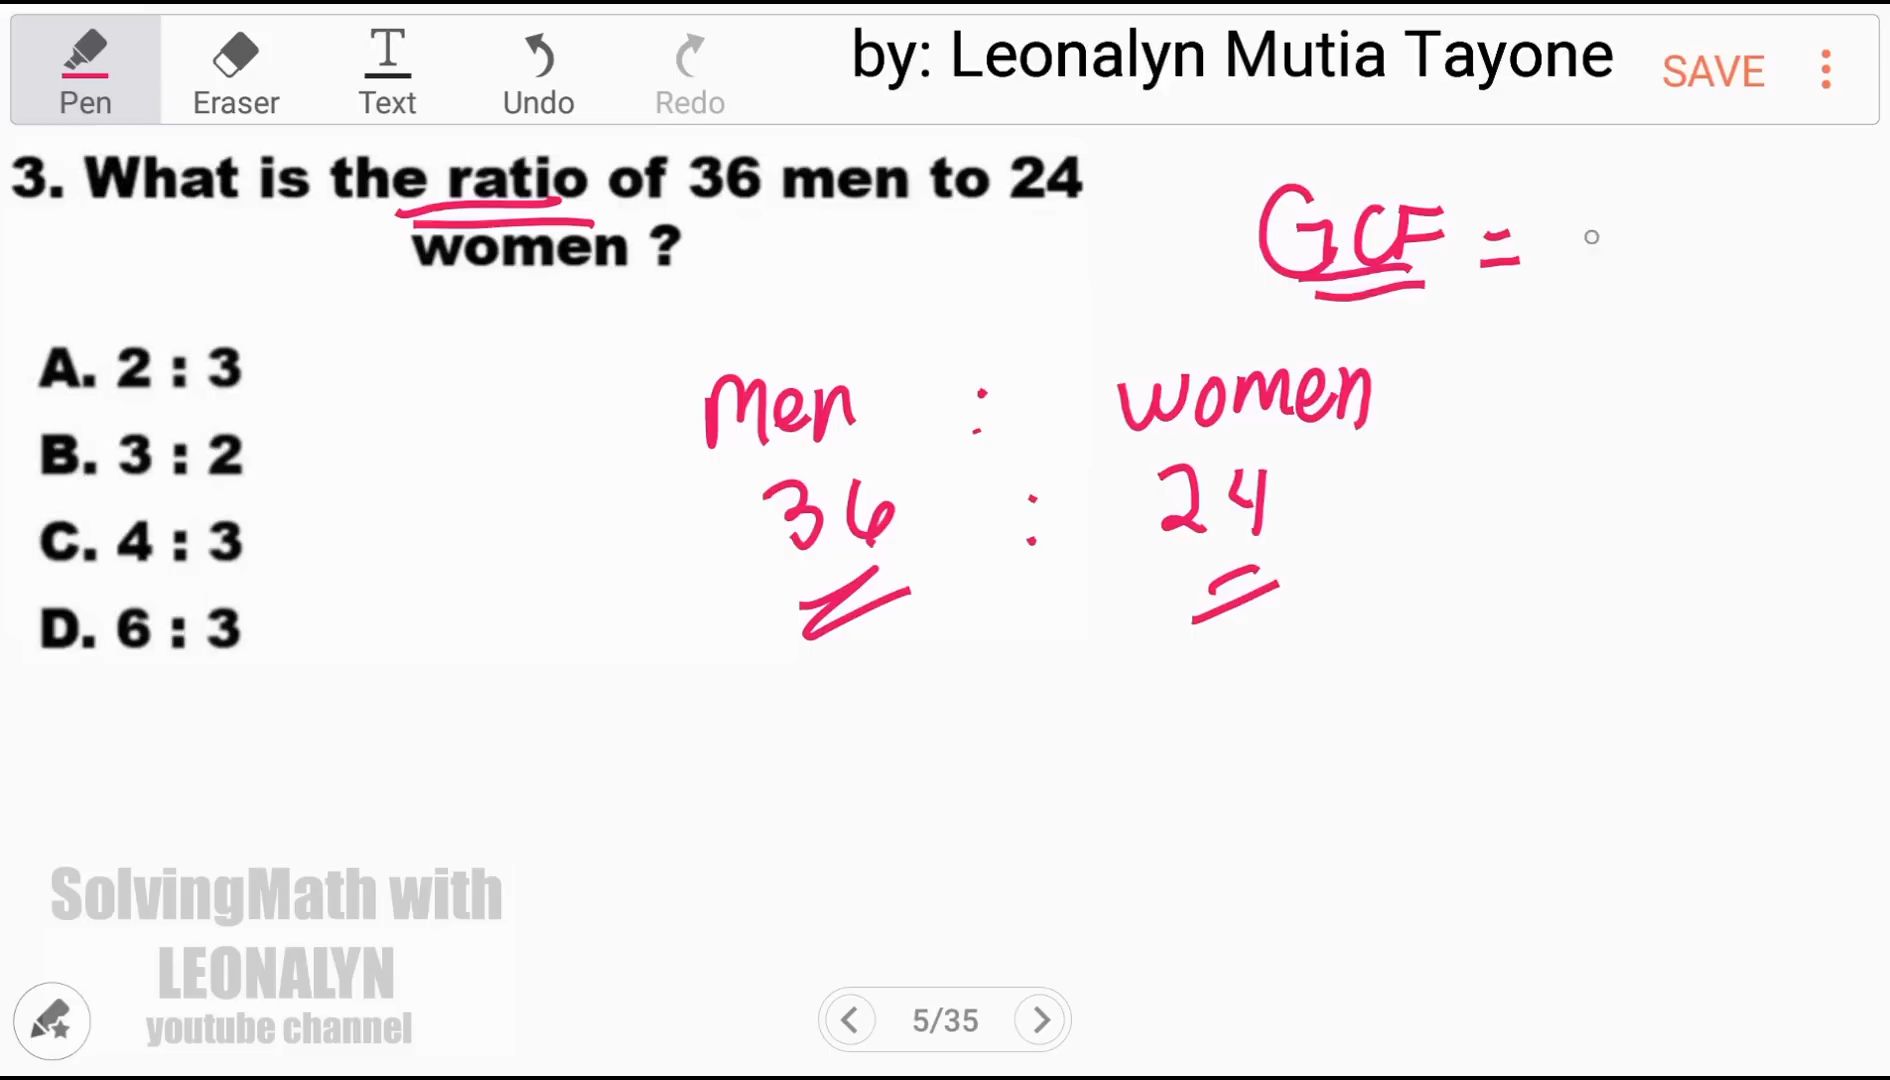 by: Leonalyn Mutia Tayone
SAVE
Pen
Eraser
Text
Undo
Redo
3. What is the ratio of 36 men to 24
women ?
GCF =
A. 2 : 3
B. 3 : 2
C. 4 : 3
D. 6 : 3
men : women
36 : 24
SolvingMath with
LEONALYN
youtube channel
5/35